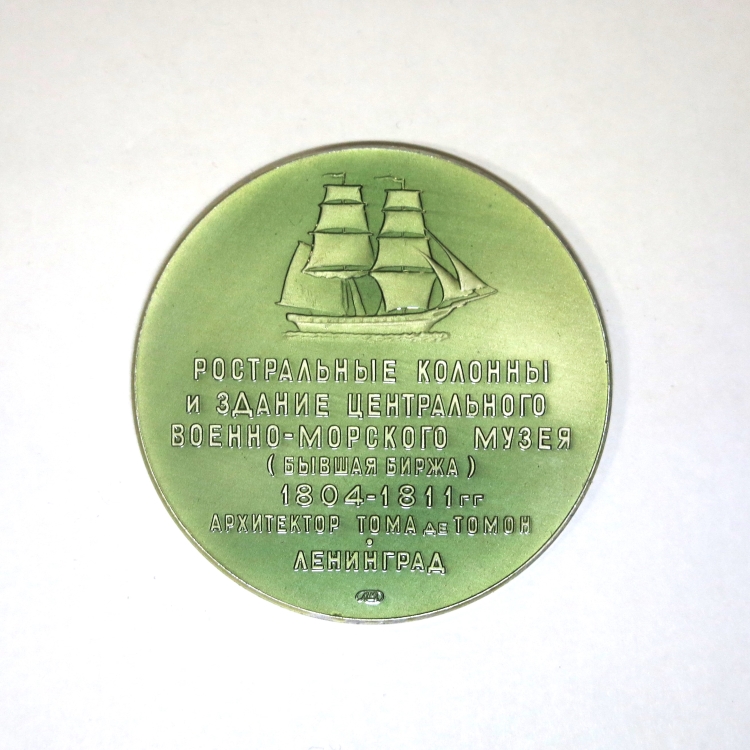 РОСТРАЛЬНЫЕ КОЛОННЫ
и ЗДАНИЕ ЦЕНТРАЛЬНОГО
ВОЕННО-МОРСКОГО МУЗЕЯ
(БЫВШАЯ БИРЖА)
1804-1811гг
АРХИТЕКТОР ТОМА де ТОМОН
ЛЕНИНГРАД